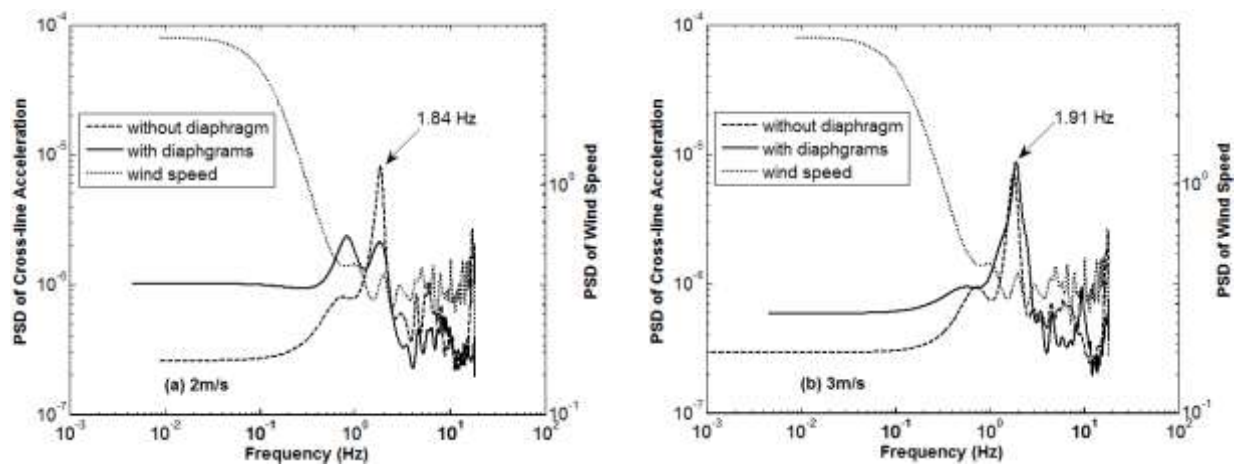 10^-4
10^-5
10^-6
10^-7
PSD of Cross-line Acceleration
without diaphragm
with diaphgrams
wind speed
1.84 Hz
(a) 2m/s
10^0
10^-1
PSD of Wind Speed
10^-3 10^-2 10^-1 10^0 10^1 10^2
Frequency (Hz)
10^-4
10^-5
10^-6
10^-7
PSD of Cross-line Acceleration
without diaphragm
with diaphgrams
wind speed
1.91 Hz
(b) 3m/s
10^0
10^-1
PSD of Wind Speed
10^-3 10^-2 10^-1 10^0 10^1 10^2
Frequency (Hz)